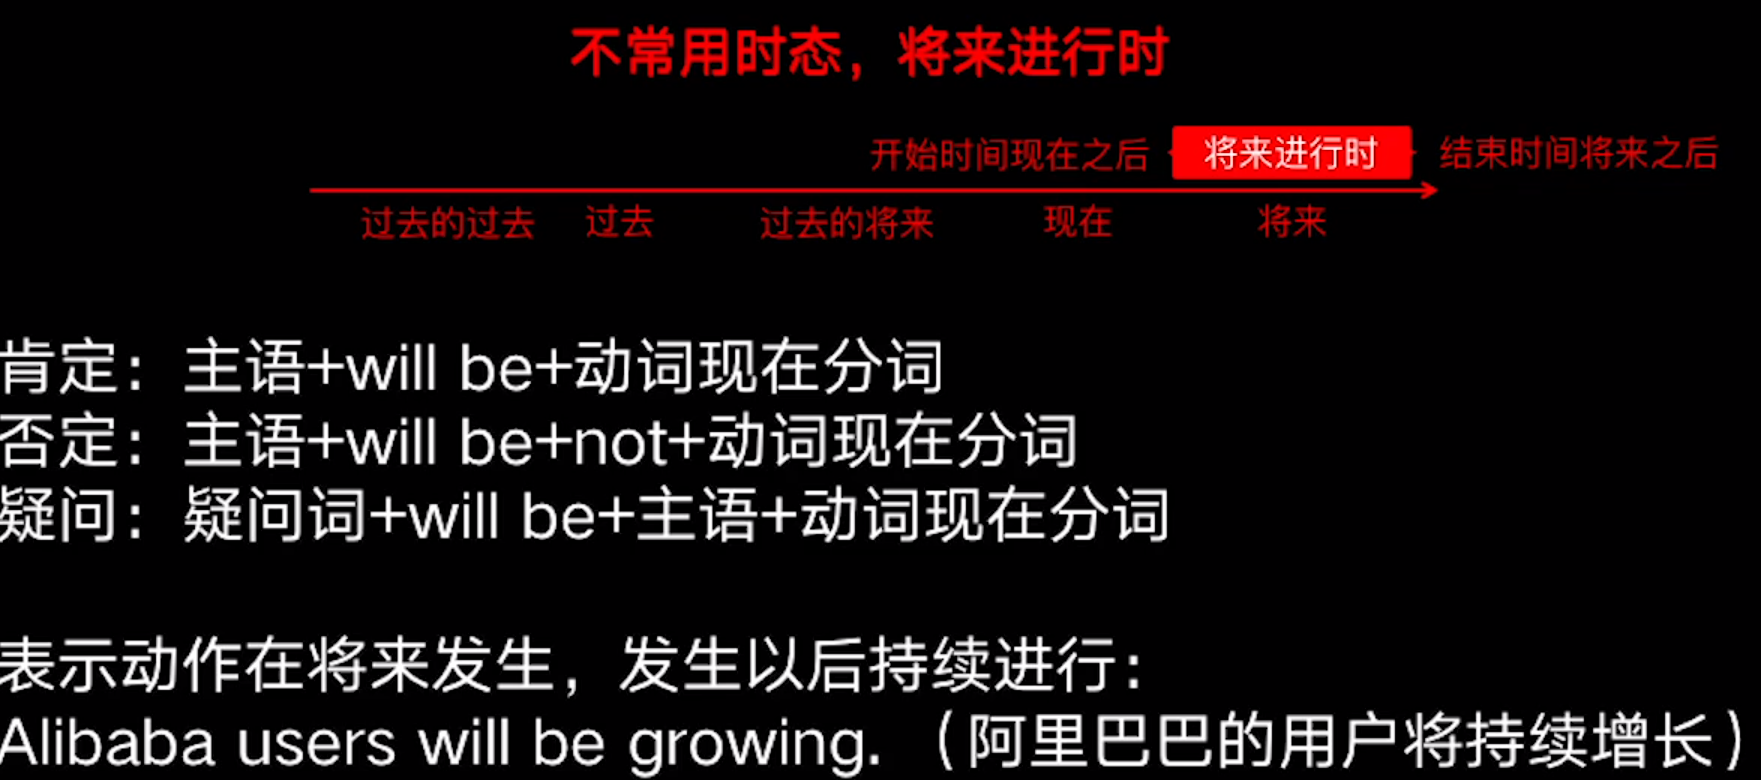 不常用时态，将来进行时
开始时间现在之后 将来进行时 结束时间将来之后
过去的过去 过去 过去的将来 现在 将来
肯定：主语+will be+动词现在分词
否定：主语+will be+not+动词现在分词
疑问：疑问词+will be+主语+动词现在分词
表示动作在将来发生，发生以后持续进行：
Alibaba users will be growing.（阿里巴巴的用户将持续增长）